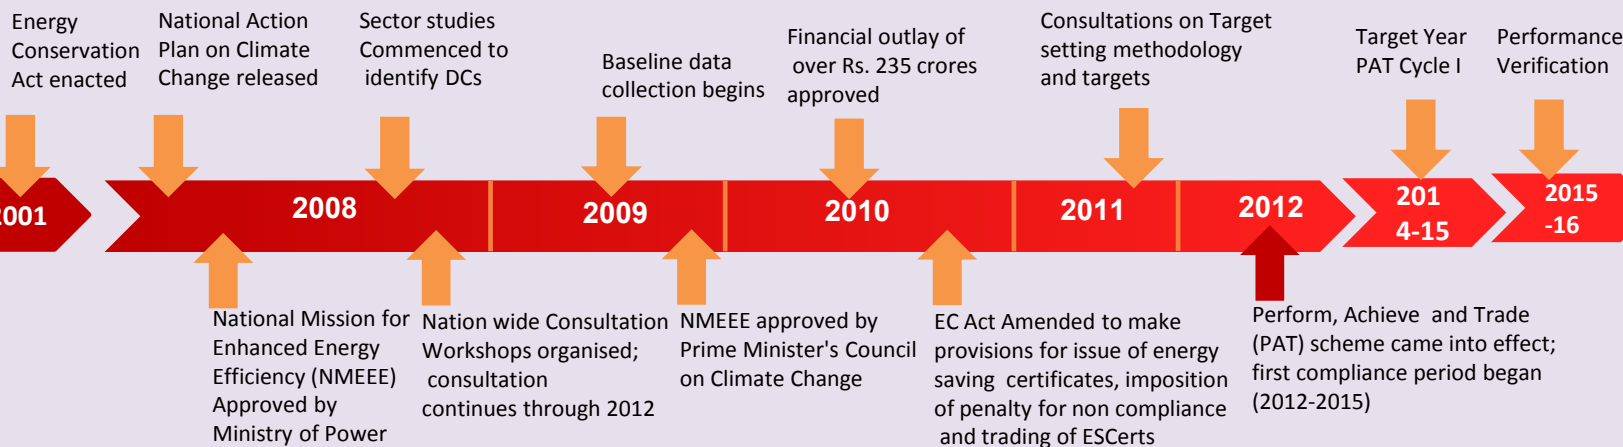 Energy
Conservation
Act enacted
National Action
Plan on Climate
Change released
Sector studies
Commenced to
identify DCs
Baseline data
collection begins
Financial outlay of
over Rs. 235 crores
approved
Consultations on Target
setting methodology
and targets
Target Year
PAT Cycle I
Performance
Verification
2001
2008
2009
2010
2011
2012
201
4-15
2015
-16
National Mission for
Enhanced Energy
Efficiency (NMEEE)
Approved by
Ministry of Power
Nation wide Consultation
Workshops organised;
consultation
continues through 2012
NMEEE approved by
Prime Minister's Council
on Climate Change
EC Act Amended to make
provisions for issue of energy
saving certificates, imposition
of penalty for non compliance
and trading of ESCerts
Perform, Achieve and Trade
(PAT) scheme came into effect;
first compliance period began
(2012-2015)